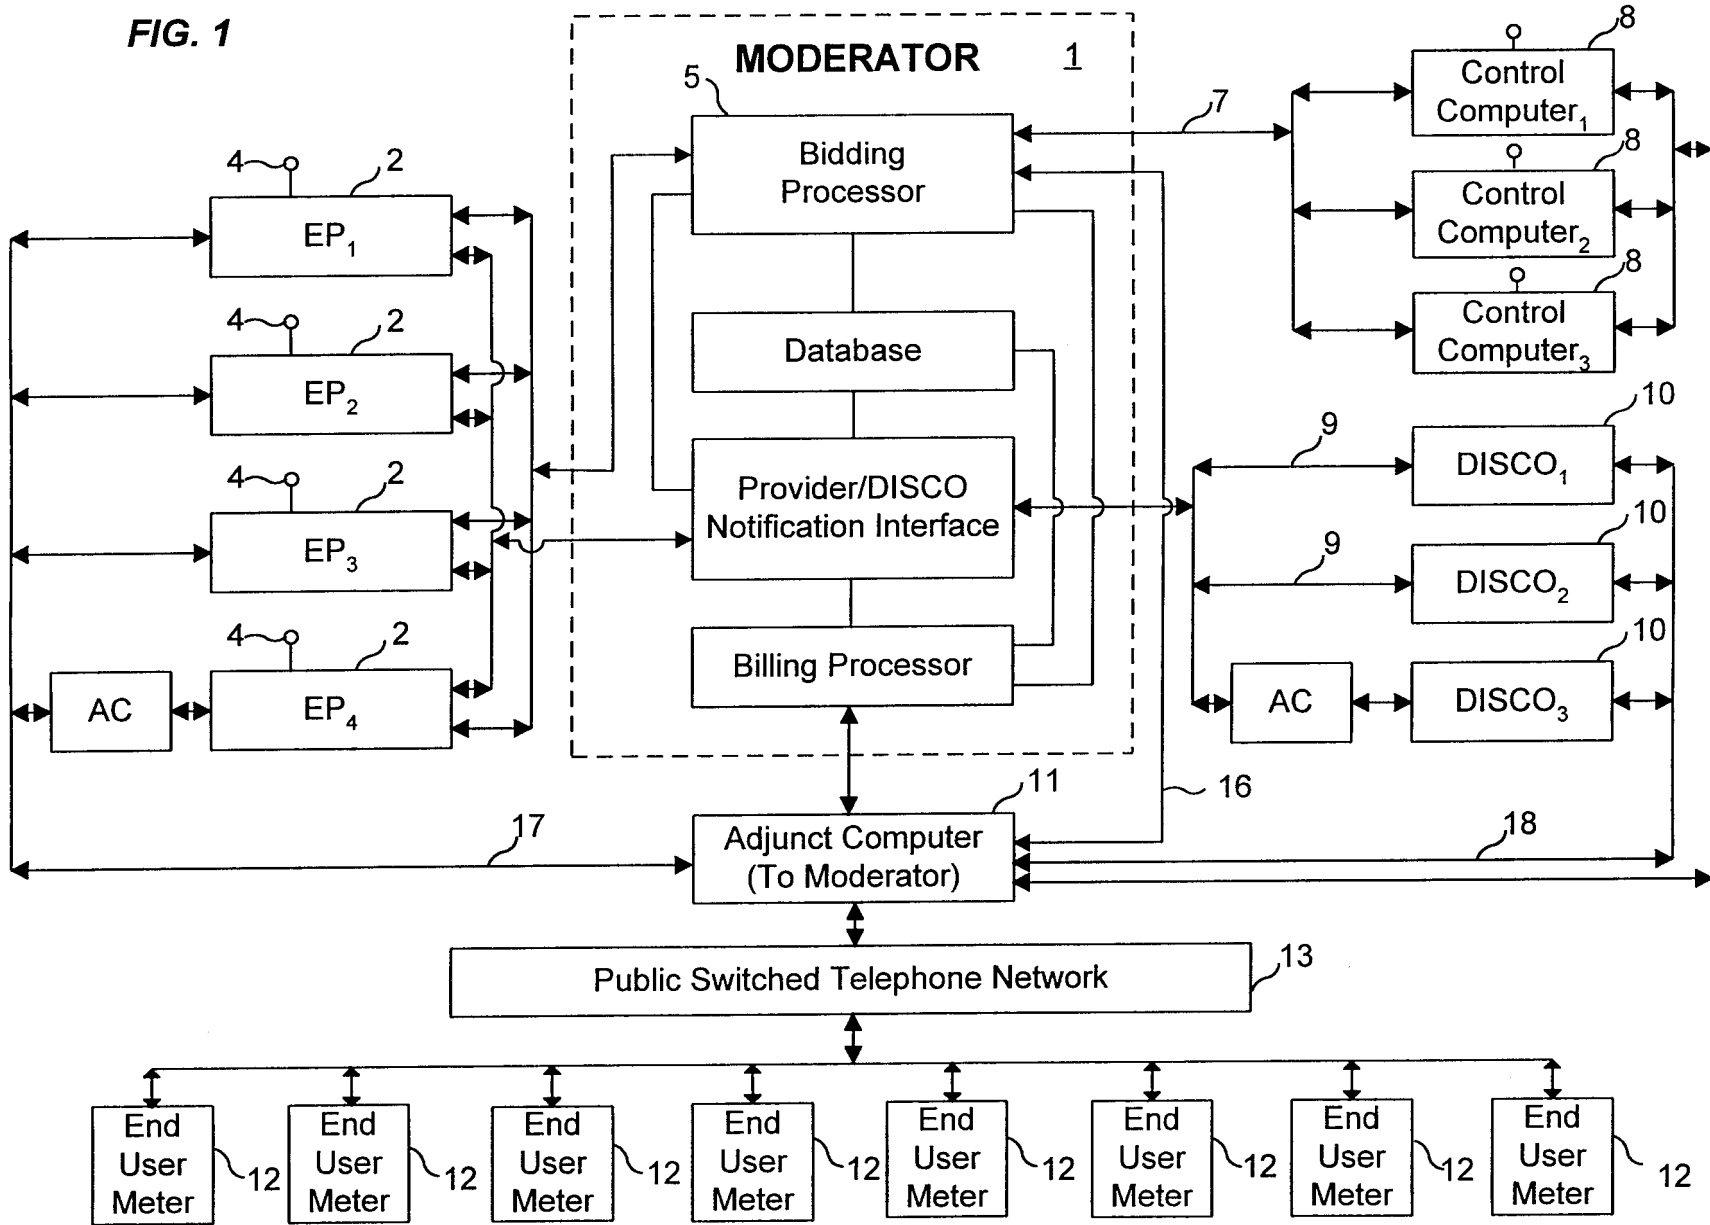 FIG. 1
MODERATOR 1
5
Bidding
Processor
Database
Provider/DISCO
Notification Interface
Billing Processor
4 2
EP1
4 2
EP2
4 2
EP3
4 2
EP4
AC
7
8
Control
Computer1
8
Control
Computer2
8
Control
Computer3
9
10
DISCO1
9
10
DISCO2
10
DISCO3
AC
16
17
18
11
Adjunct Computer
(To Moderator)
Public Switched Telephone Network
13
End
User
Meter
12
End
User
Meter
12
End
User
Meter
12
End
User
Meter
12
End
User
Meter
12
End
User
Meter
12
End
User
Meter
12
End
User
Meter
12